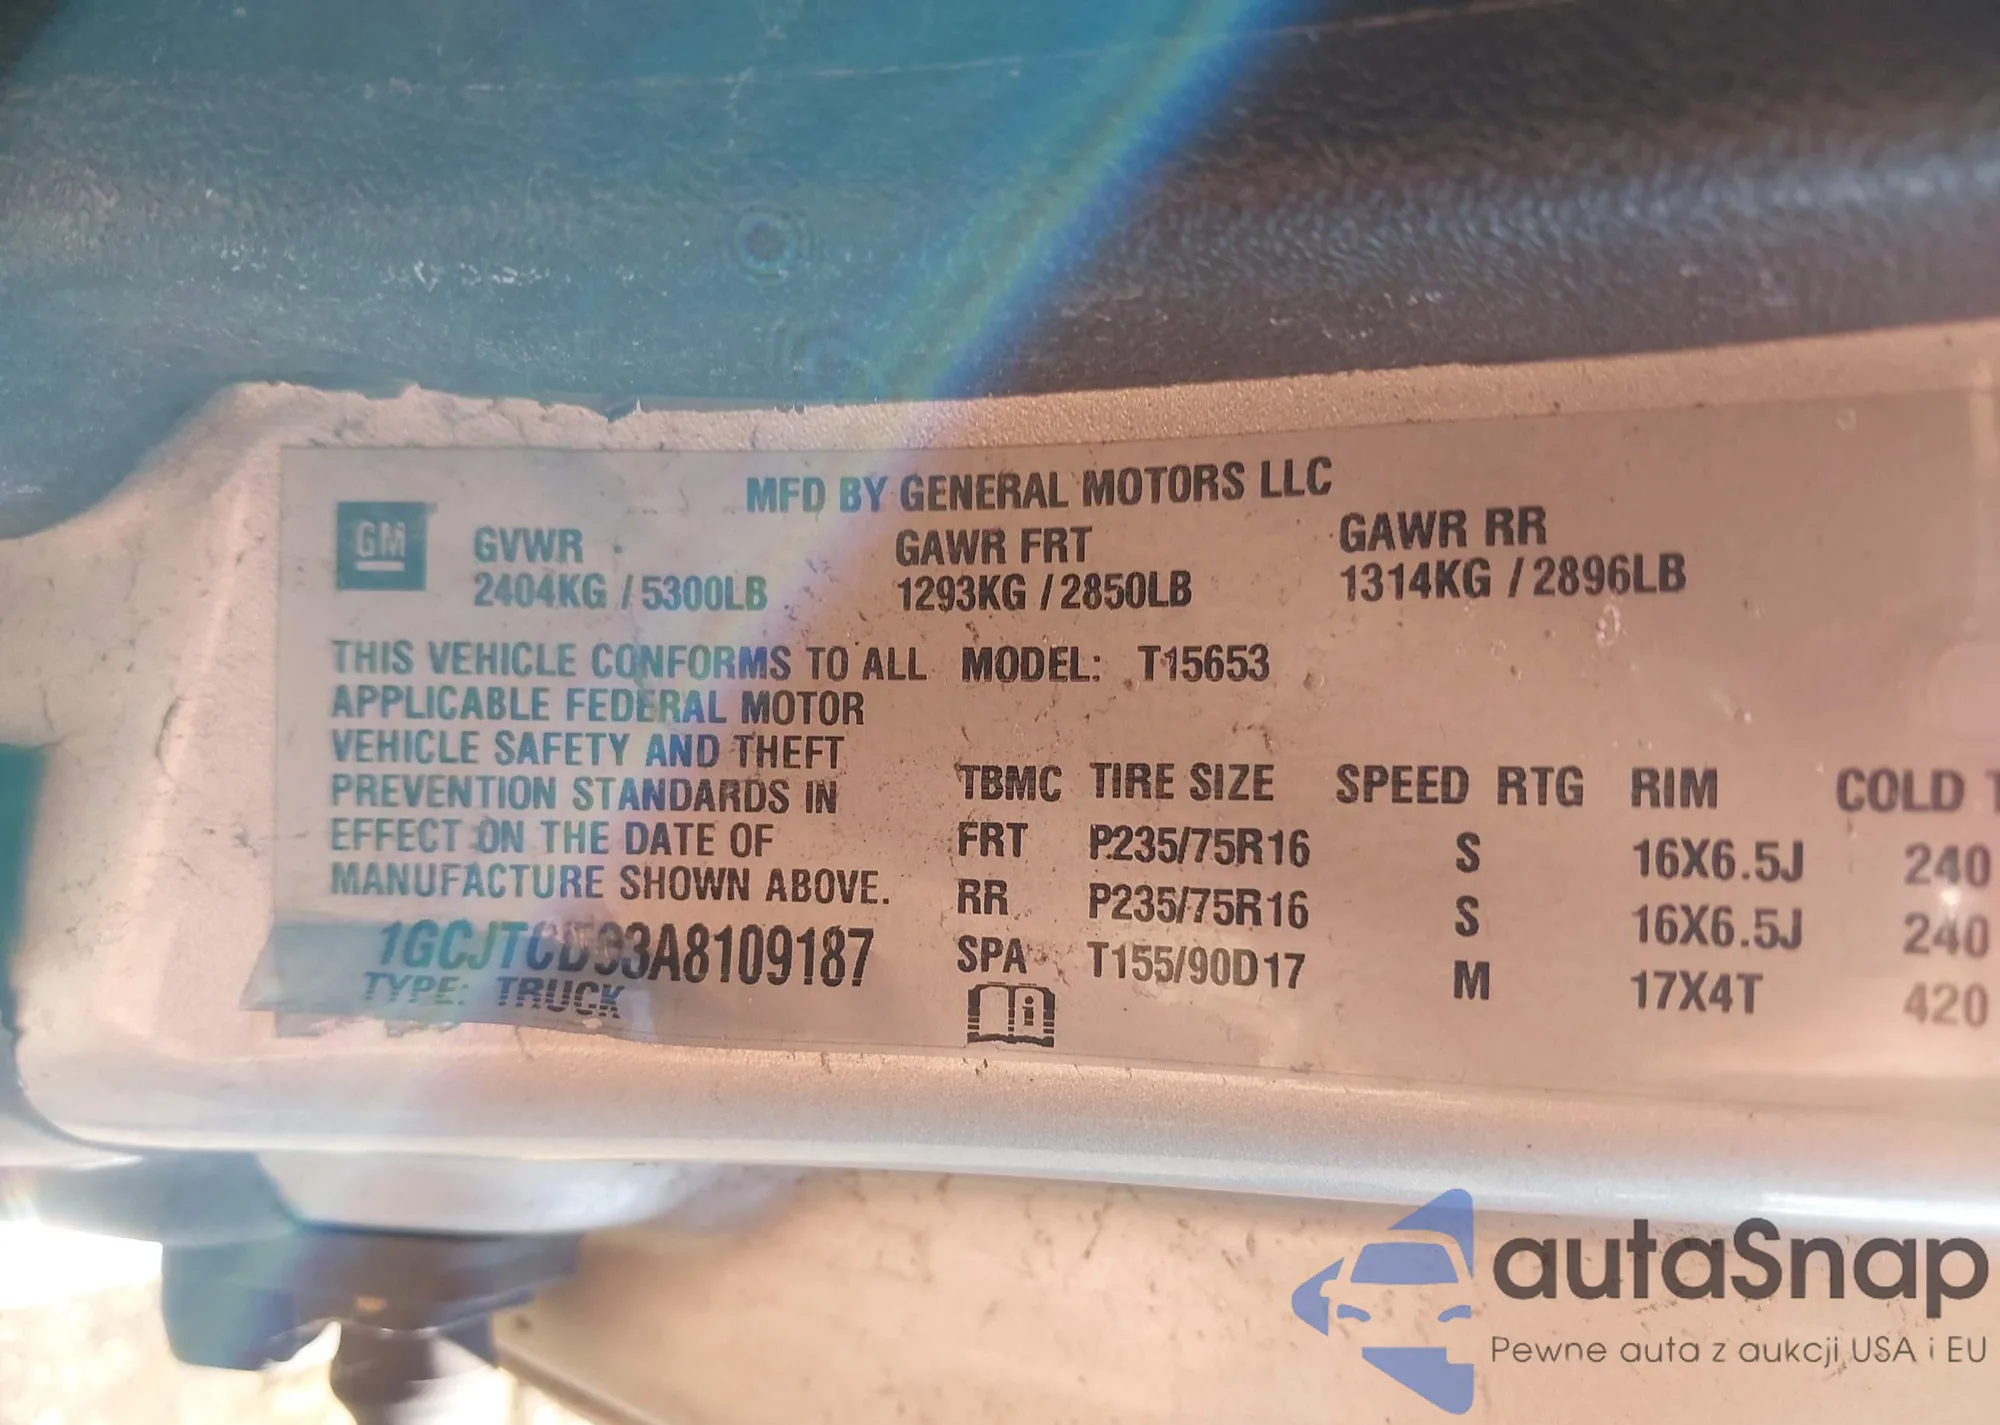 MFD BY GENERAL MOTORS LLC
GM
GVWR GAWR FRT GAWR RR
2404KG / 5300LB 1293KG / 2850LB 1314KG / 2896LB
THIS VEHICLE CONFORMS TO ALL
APPLICABLE FEDERAL MOTOR
VEHICLE SAFETY AND THEFT
PREVENTION STANDARDS IN
EFFECT ON THE DATE OF
MANUFACTURE SHOWN ABOVE.
1GCJTCD93A8109187
TYPE: TRUCK
MODEL: T15653
TBMC TIRE SIZE SPEED RTG RIM COLD
FRT P235/75R16 S 16X6.5J 240
RR P235/75R16 S 16X6.5J 240
SPA T155/90D17 M 17X4T 420
autaSnap
Pewne auta z aukcji USA i EU